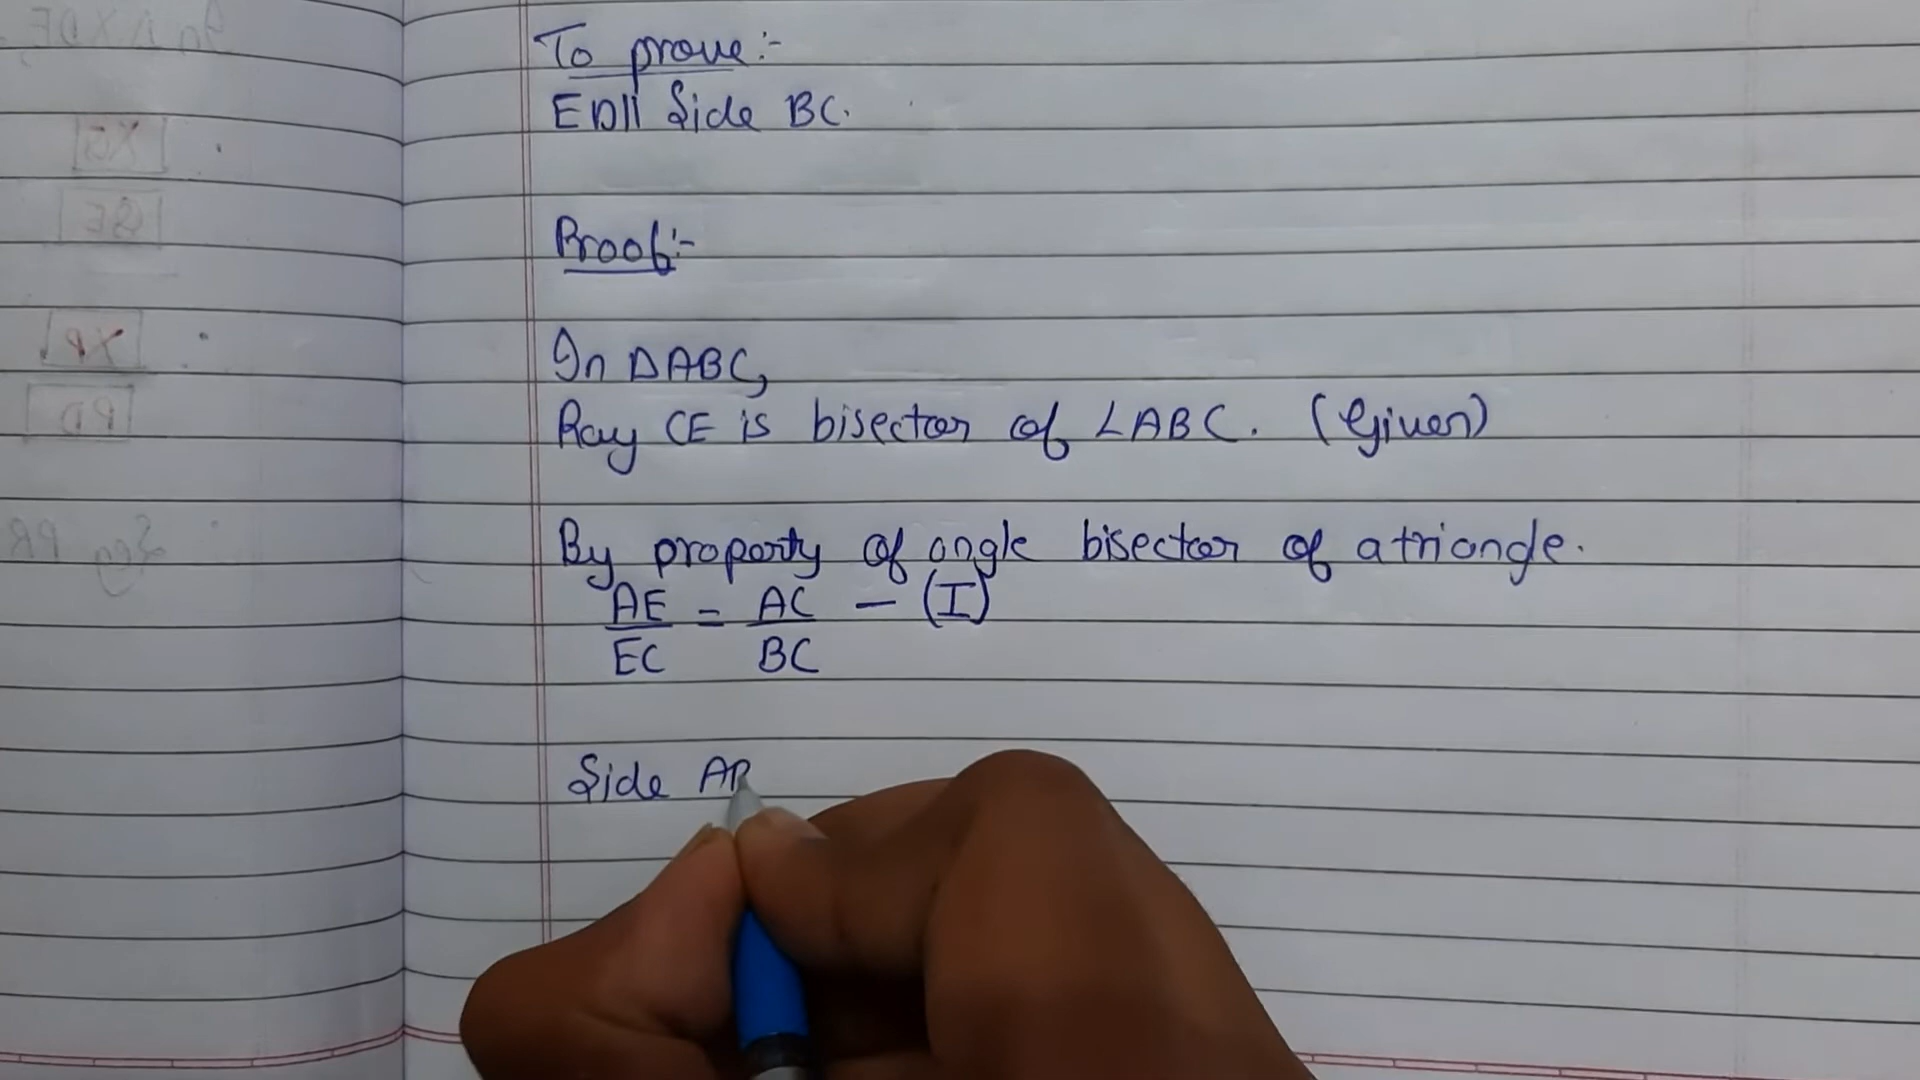 To prove:-
ED || Side BC.
Proof:-
In ΔABC,
Ray CE is bisector of ∠ABC. (Given)
By property of angle bisector of a triangle.
AE/EC = AC/BC - (I)
Side AB